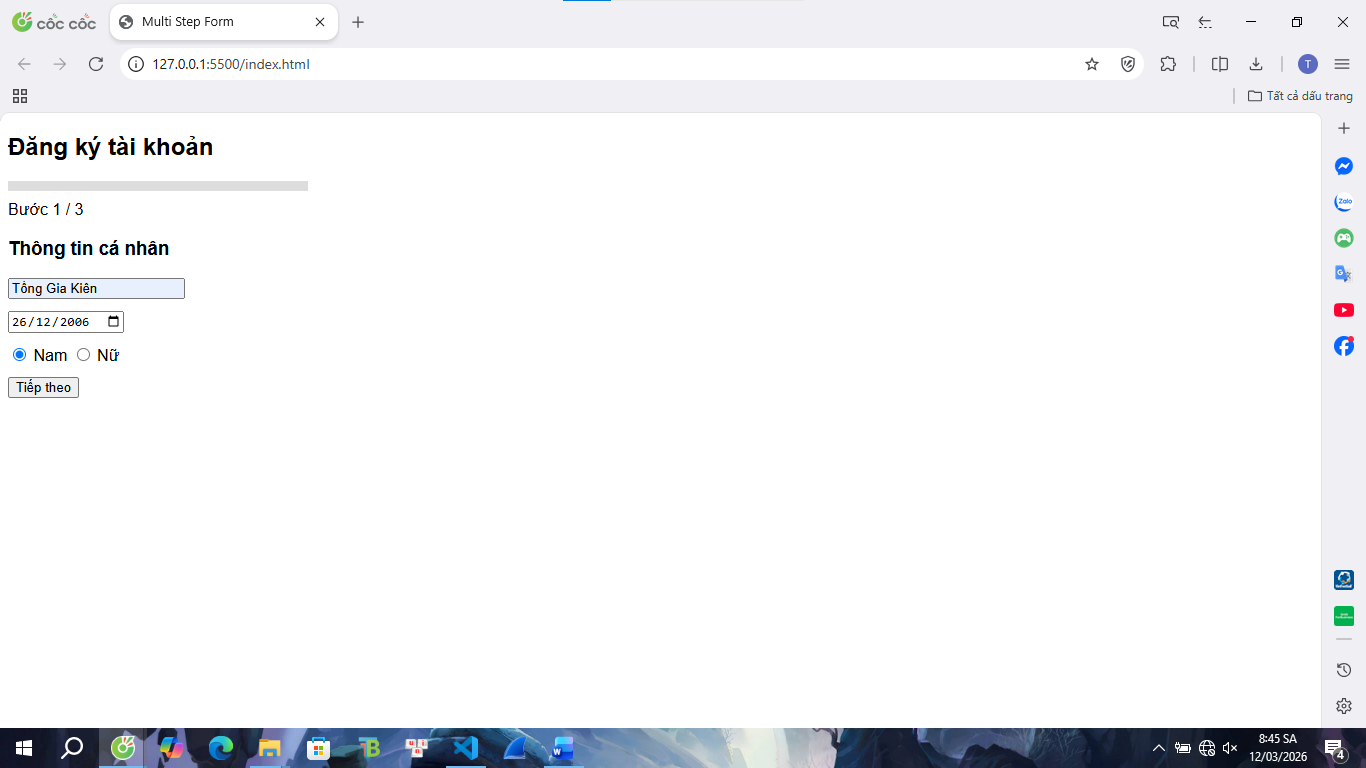 cốc cốc
Multi Step Form
127.0.0.1:5500/index.html
T
Tất cả dấu trang
Đăng ký tài khoản
Bước 1 / 3
Thông tin cá nhân
Tống Gia Kiên
26/12/2006
Nam Nữ
Tiếp theo
Zalo
8:45 SA
12/03/2026
4